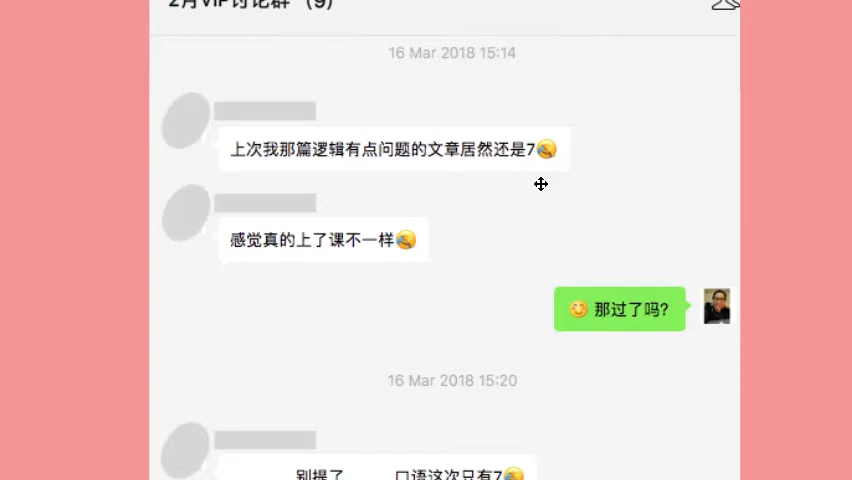 2月VIP讨论群 (9)
16 Mar 2018 15:14
上次我那篇逻辑有点问题的文章居然还是7
感觉真的上了课不一样
那过了吗?
16 Mar 2018 15:20
别提了 口语这次只有7